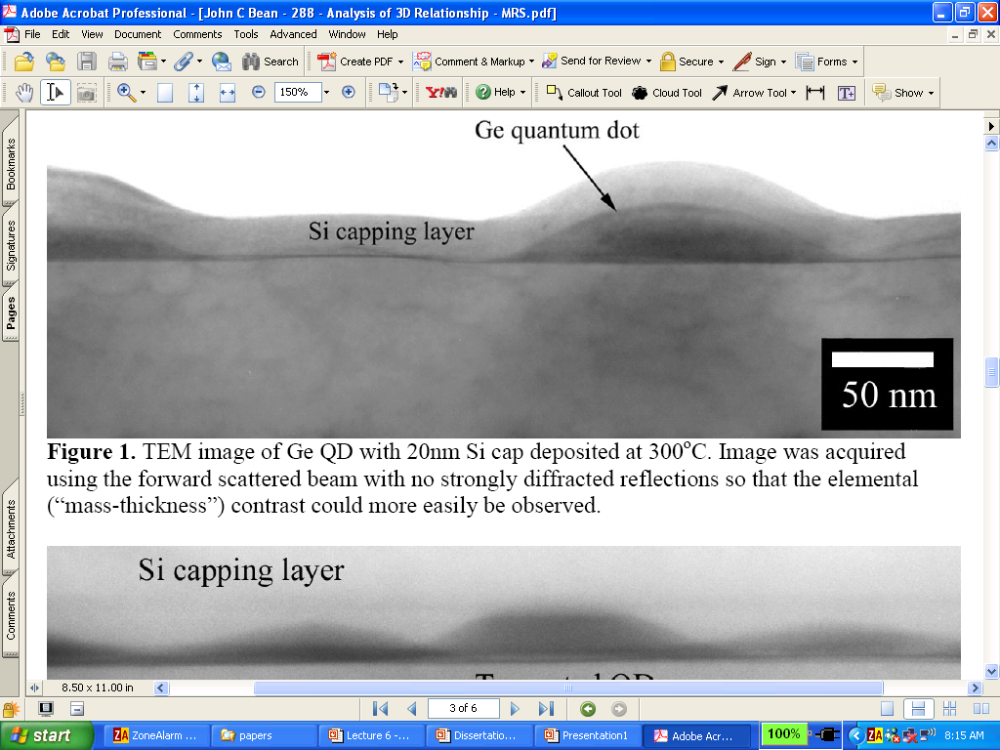 Adobe Acrobat Professional - [John C Bean - 288 - Analysis of 3D Relationship - MRS.pdf]
File Edit View Document Comments Tools Advanced Window Help
Search Create PDF Comment & Markup Send for Review Secure Sign Forms
150% Y! Help Callout Tool Cloud Tool Arrow Tool T Show
Bookmarks
Signatures
Pages
Attachments
Comments
Ge quantum dot
Si capping layer
50 nm
Figure 1. TEM image of Ge QD with 20nm Si cap deposited at 300°C. Image was acquired
using the forward scattered beam with no strongly diffracted reflections so that the elemental
(“mass-thickness”) contrast could more easily be observed.
Si capping layer
8.50 x 11.00 in
3 of 6
start ZA ZoneAlarm ... papers Lecture 6 -... Dissertatio... Presentation1 Adobe Acr... 100% ZA 8:15 AM